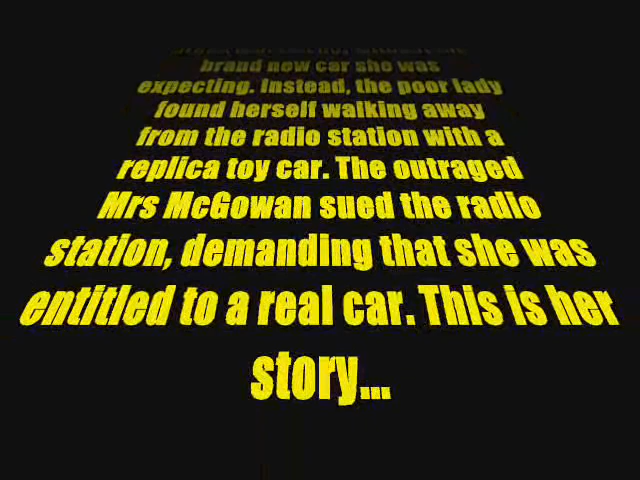 brand new car she was
expecting. Instead, the poor lady
found herself walking away
from the radio station with a
replica toy car. The outraged
Mrs McGowan sued the radio
station, demanding that she was
entitled to a real car. This is her
story...